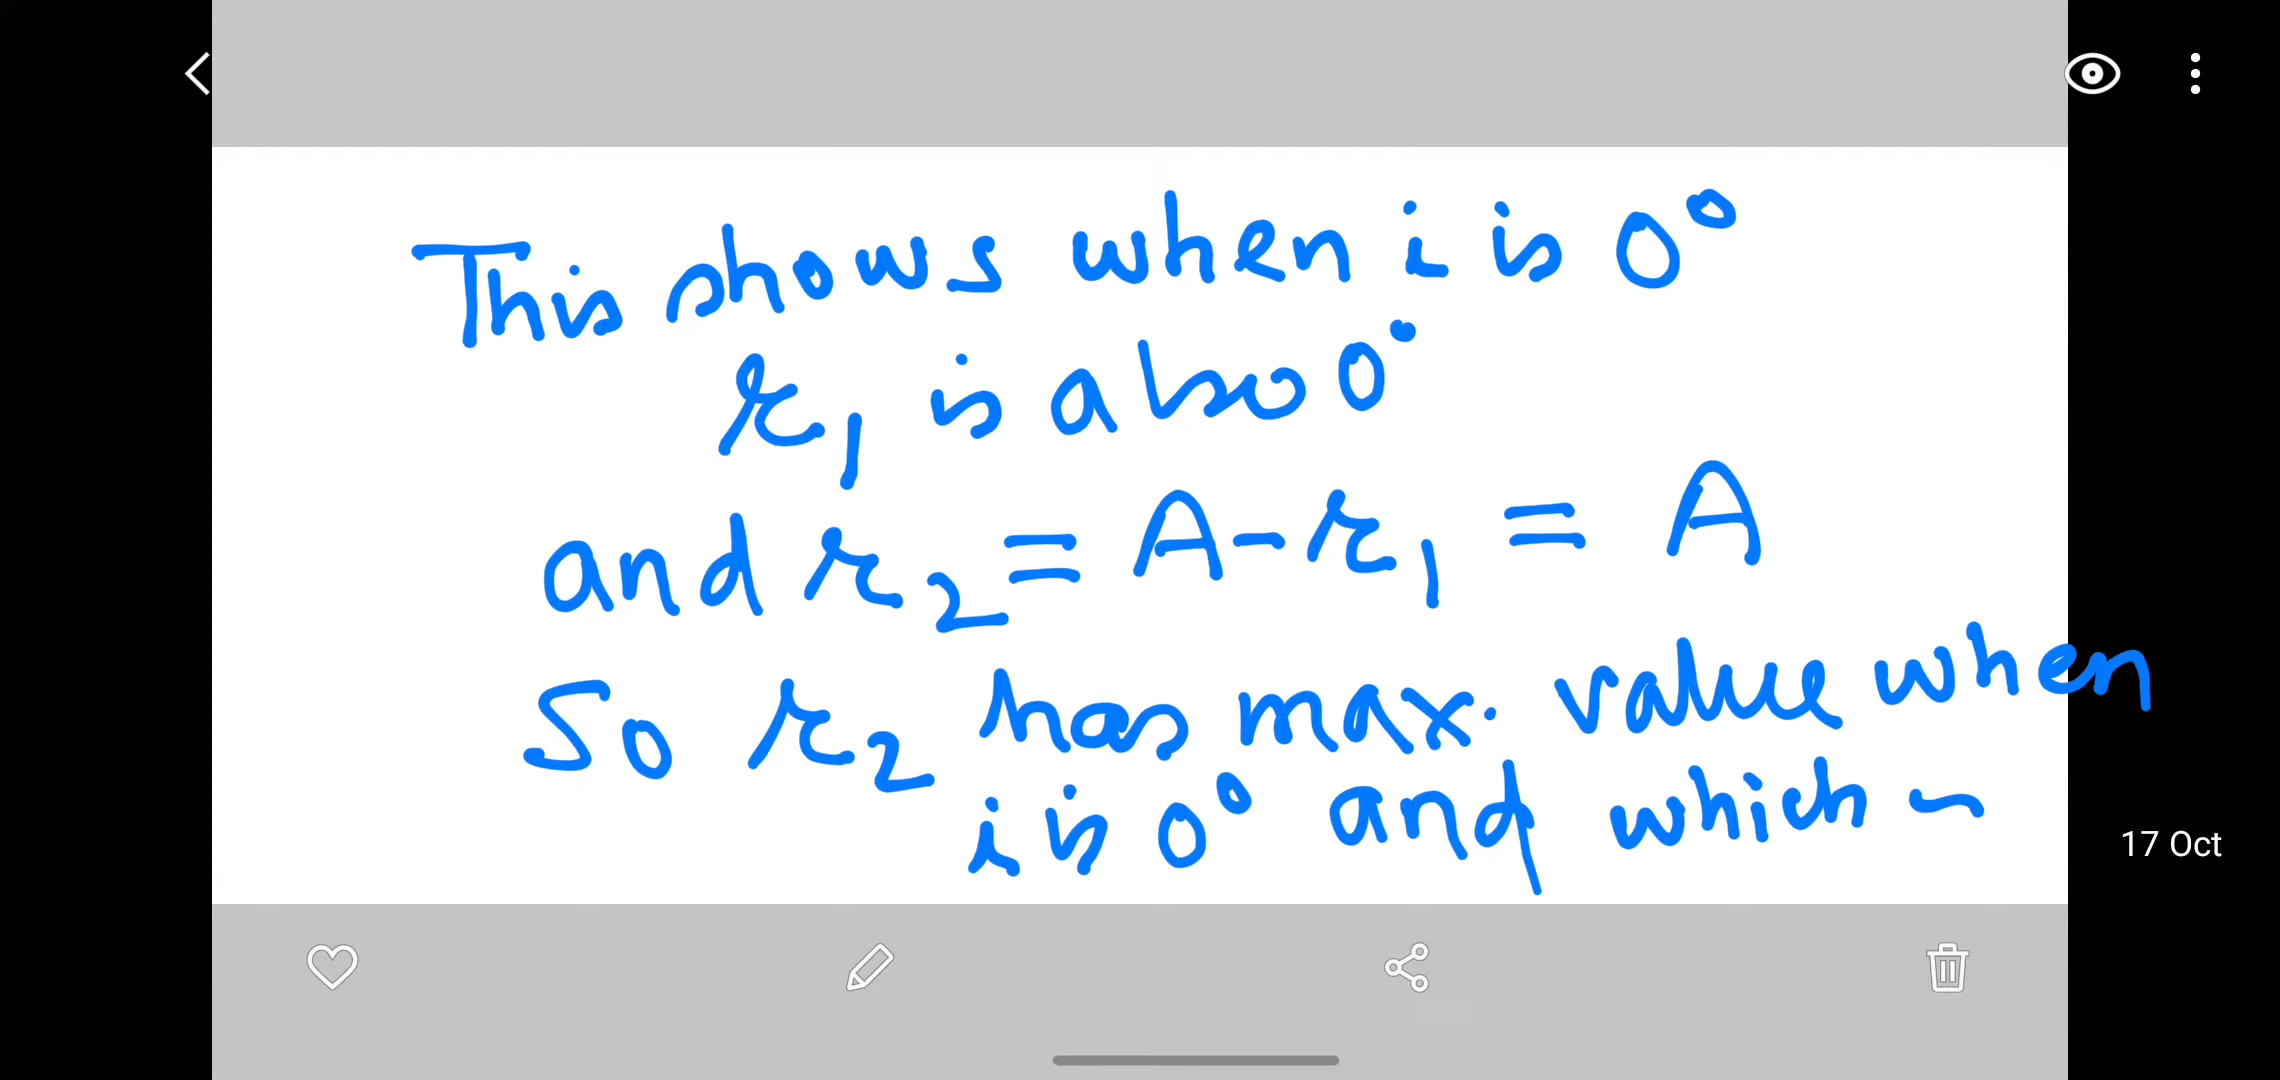 This shows when i is 0°
r₁ is also 0°
and r₂ = A - r₁ = A
So r₂ has max. value when
i is 0° and which ~
17 Oct